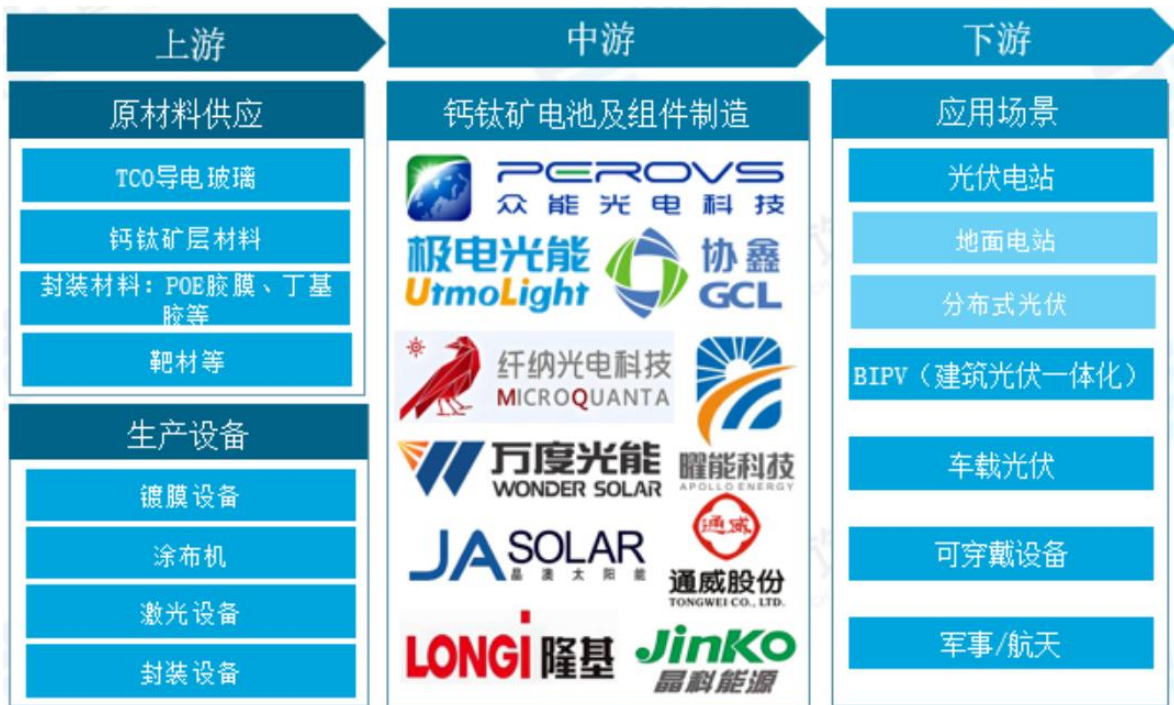 上游
中游
下游
原材料供应
TCO导电玻璃
钙钛矿层材料
封装材料：POE胶膜、丁基
胶等
靶材等
生产设备
镀膜设备
涂布机
激光设备
封装设备
钙钛矿电池及组件制造
PEROVS
众能光电科技
极电光能
UtmoLight
协鑫
GCL
纤纳光电科技
MICROQUANTA
万度光能
WONDER SOLAR
曜能科技
APOLLO ENERGY
JA SOLAR
晶澳太阳能
通威
通威股份
TONGWEI CO., LTD.
LONGi 隆基
JinKO
晶科能源
应用场景
光伏电站
地面电站
分布式光伏
BIPV（建筑光伏一体化）
车载光伏
可穿戴设备
军事/航天